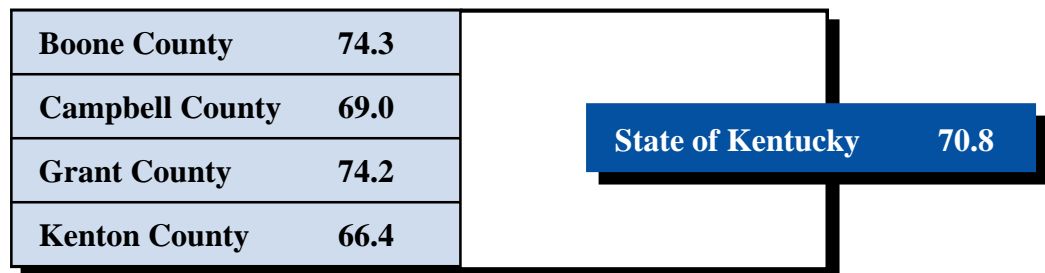 Boone County 74.3
Campbell County 69.0
Grant County 74.2
Kenton County 66.4
State of Kentucky 70.8